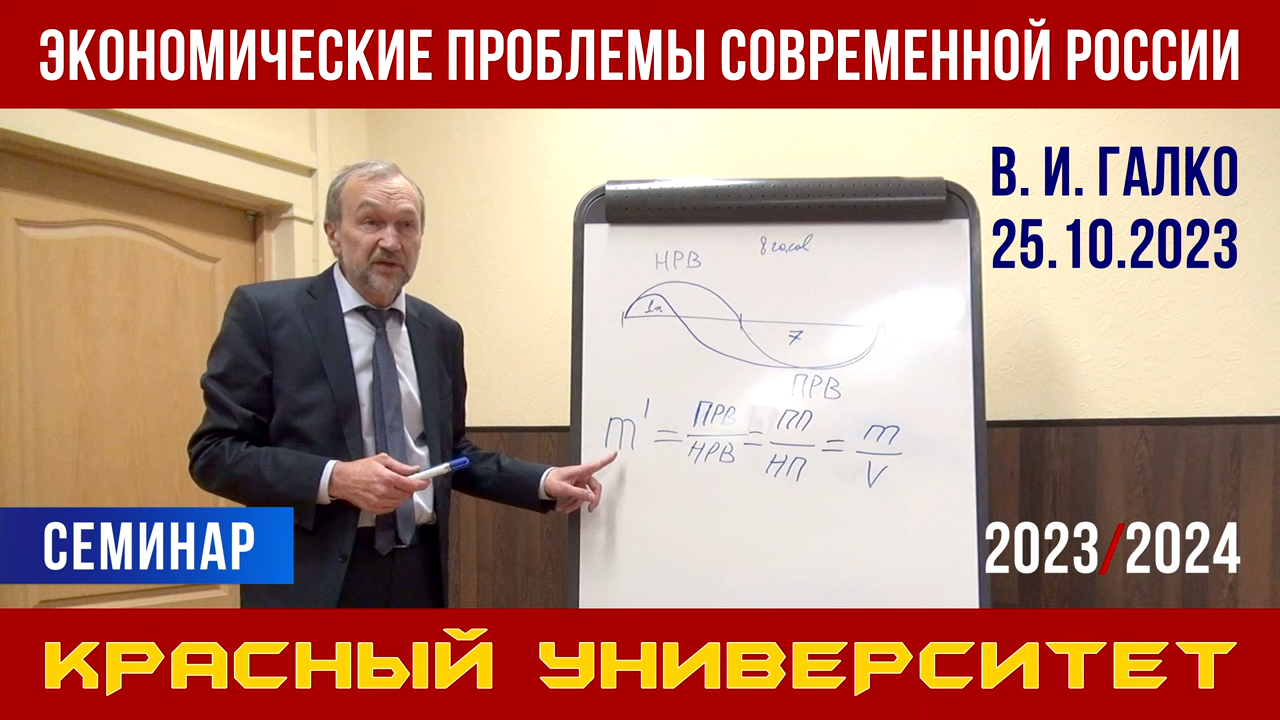 ЭКОНОМИЧЕСКИЕ ПРОБЛЕМЫ СОВРЕМЕННОЙ РОССИИ
В. И. ГАЛКО
25.10.2023
8 часов
НРВ
1ч.
7
ПРВ
m' = ПРВ/НРВ = ПП/НП = m/v
СЕМИНАР
2023/2024
КРАСНЫЙ УНИВЕРСИТЕТ